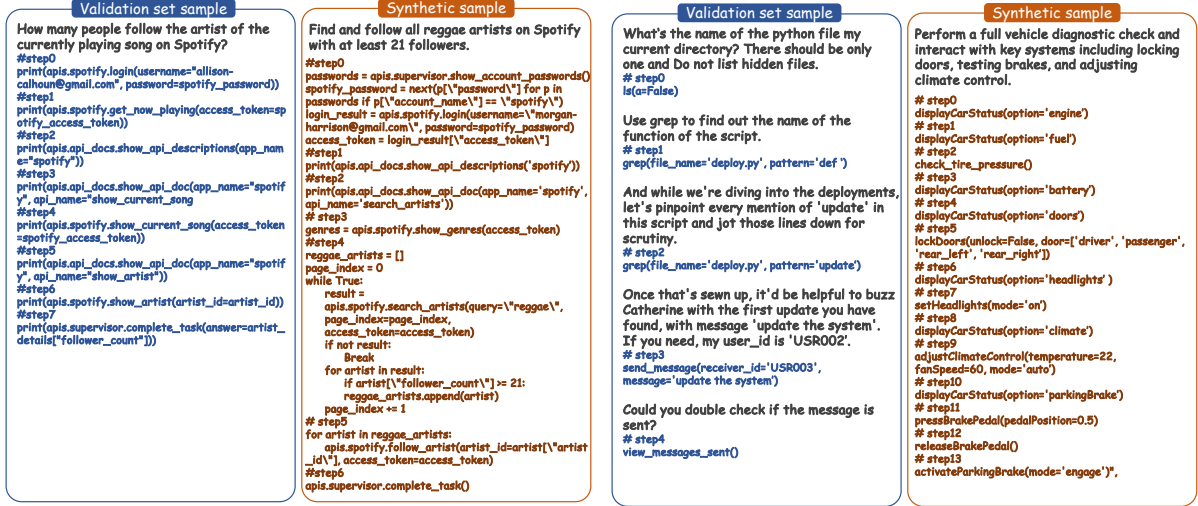 Validation set sample
How many people follow the artist of the
currently playing song on Spotify?
#step0
print(apis.spotify.login(username="allison-
calhoun@gmail.com", password=spotify_password))
#step1
print(apis.spotify.get_now_playing(access_token=sp
otify_access_token))
#step2
print(apis.api_docs.show_api_descriptions(app_nam
e="spotify"))
#step3
print(apis.api_docs.show_api_doc(app_name="spotif
y", api_name="show_current_song
#step4
print(apis.spotify.show_current_song(access_token
=spotify_access_token))
#step5
print(apis.api_docs.show_api_doc(app_name="spotif
y", api_name="show_artist"))
#step6
print(apis.spotify.show_artist(artist_id=artist_id))
#step7
print(apis.supervisor.complete_task(answer=artist_
details["follower_count"]))
Synthetic sample
Find and follow all reggae artists on Spotify
with at least 21 followers.
#step0
passwords = apis.supervisor.show_account_passwords()
spotify_password = next(p[\"password\"] for p in
passwords if p[\"account_name\"] == \"spotify\")
login_result = apis.spotify.login(username=\"morgan-
harrison@gmail.com\", password=spotify_password)
access_token = login_result[\"access_token\"]
#step1
print(apis.api_docs.show_api_descriptions('spotify'))
#step2
print(apis.api_docs.show_api_doc(app_name='spotify',
api_name='search_artists'))
# step3
genres = apis.spotify.show_genres(access_token)
#step4
reggae_artists = []
page_index = 0
while True:
result =
apis.spotify.search_artists(query=\"reggae\",
page_index=page_index,
access_token=access_token)
if not result:
Break
for artist in result:
if artist[\"follower_count\"] >= 21:
reggae_artists.append(artist)
page_index += 1
# step5
for artist in reggae_artists:
apis.spotify.follow_artist(artist_id=artist[\"artist
_id\"], access_token=access_token)
#step6
apis.supervisor.complete_task()
Validation set sample
What's the name of the python file my
current directory? There should be only
one and Do not list hidden files.
# step0
ls(a=False)
Use grep to find out the name of the
function of the script.
# step1
grep(file_name='deploy.py', pattern='def ')
And while we're diving into the deployments,
let's pinpoint every mention of 'update' in
this script and jot those lines down for
scrutiny.
# step2
grep(file_name='deploy.py', pattern='update')
Once that's sewn up, it'd be helpful to buzz
Catherine with the first update you have
found, with message 'update the system'.
If you need, my user_id is 'USR002'.
# step3
send_message(receiver_id='USR003',
message='update the system')
Could you double check if the message is
sent?
# step4
view_messages_sent()
Synthetic sample
Perform a full vehicle diagnostic check and
interact with key systems including locking
doors, testing brakes, and adjusting
climate control.
# step0
displayCarStatus(option='engine')
# step1
displayCarStatus(option='fuel')
# step2
check_tire_pressure()
# step3
displayCarStatus(option='battery')
# step4
displayCarStatus(option='doors')
# step5
lockDoors(unlock=False, door=['driver', 'passenger',
'rear_left', 'rear_right'])
# step6
displayCarStatus(option='headlights' )
# step7
setHeadlights(mode='on')
# step8
displayCarStatus(option='climate')
# step9
adjustClimateControl(temperature=22,
fanSpeed=60, mode='auto')
# step10
displayCarStatus(option='parkingBrake')
# step11
pressBrakePedal(pedalPosition=0.5)
# step12
releaseBrakePedal()
# step13
activateParkingBrake(mode='engage')",